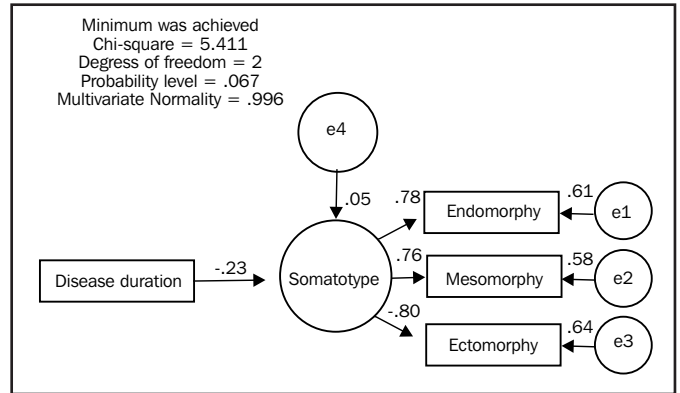 Minimum was achieved
Chi-square = 5.411
Degress of freedom = 2
Probability level = .067
Multivariate Normality = .996
e4
.05
.78
.61
Endomorphy
e1
Disease duration
-.23
Somatotype
.76
.58
Mesomorphy
e2
-.80
.64
Ectomorphy
e3